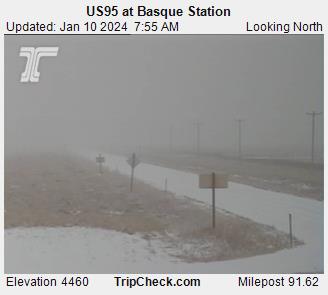 US95 at Basque Station
Updated: Jan 10 2024 7:55 AM Looking North
Elevation 4460 TripCheck.com Milepost 91.62